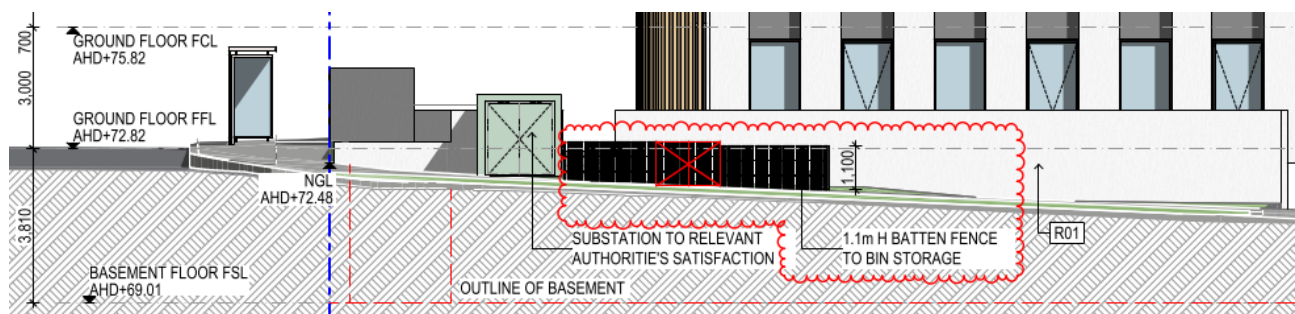 700
GROUND FLOOR FCL
AHD+75.82
3,000
GROUND FLOOR FFL
AHD+72.82
1,100
NGL
AHD+72.48
3,810
SUBSTATION TO RELEVANT
AUTHORITIE'S SATISFACTION
1.1m H BATTEN FENCE
TO BIN STORAGE
R01
BASEMENT FLOOR FSL
AHD+69.01
OUTLINE OF BASEMENT